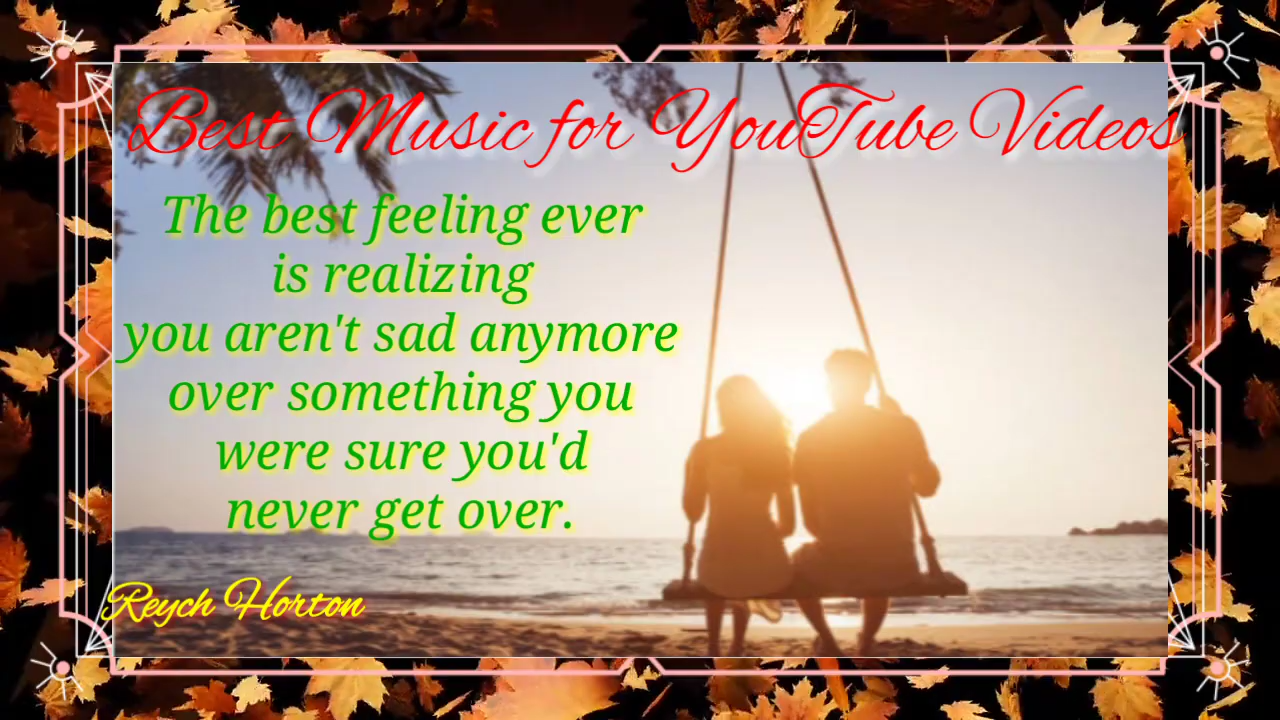 Best Music for YouTube Videos
The best feeling ever
is realizing
you aren't sad anymore
over something you
were sure you'd
never get over.
Reych Horton